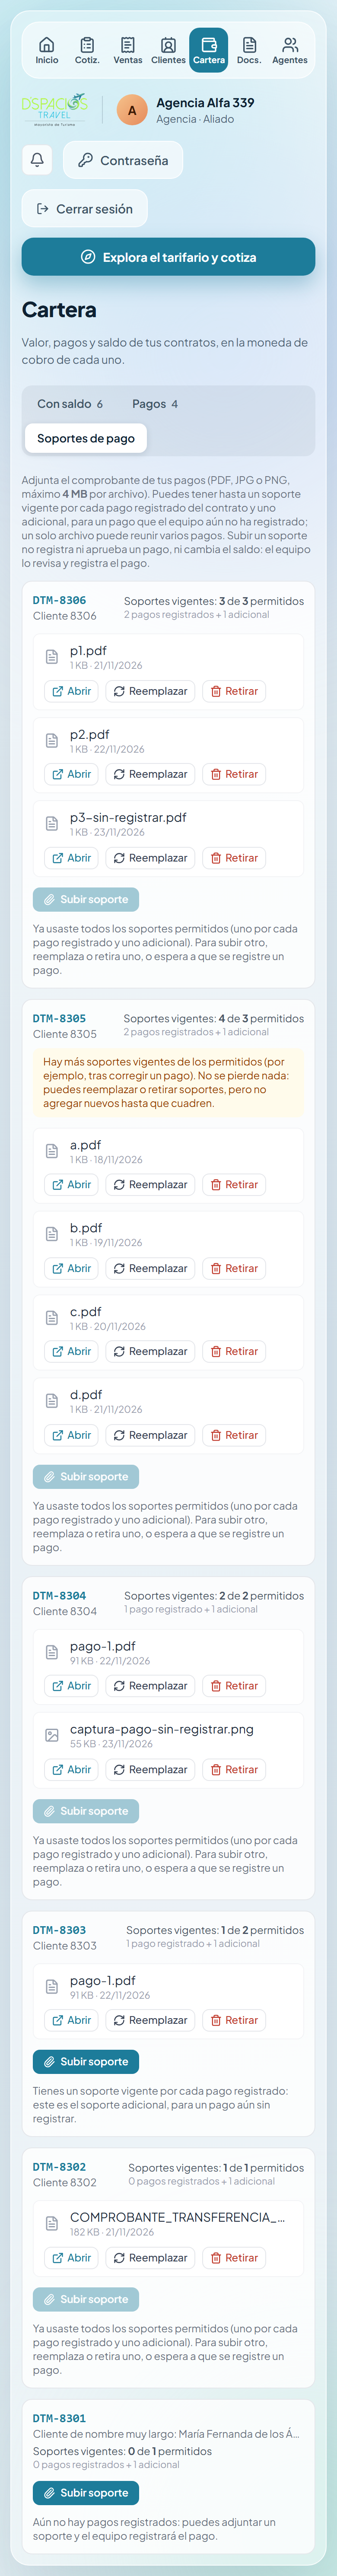 Inicio
Cotiz.
Ventas
Clientes
Cartera
Docs.
Agentes
DSPACIOS
TRAVEL
Mayorista de Turismo
A
Agencia Alfa 339
Agencia · Aliado
Contraseña
Cerrar sesión
Explora el tarifario y cotiza
Cartera
Valor, pagos y saldo de tus contratos, en la moneda de
cobro de cada uno.
Con saldo 6
Pagos 4
Soportes de pago
Adjunta el comprobante de tus pagos (PDF, JPG o PNG,
máximo 4 MB por archivo). Puedes tener hasta un soporte
vigente por cada pago registrado del contrato y uno
adicional, para un pago que el equipo aún no ha registrado;
un solo archivo puede reunir varios pagos. Subir un soporte
no registra ni aprueba un pago, ni cambia el saldo: el equipo
lo revisa y registra el pago.
DTM-8306
Cliente 8306
Soportes vigentes: 3 de 3 permitidos
2 pagos registrados + 1 adicional
p1.pdf
1 KB · 21/11/2026
Abrir
Reemplazar
Retirar
p2.pdf
1 KB · 22/11/2026
Abrir
Reemplazar
Retirar
p3-sin-registrar.pdf
1 KB · 23/11/2026
Abrir
Reemplazar
Retirar
Subir soporte
Ya usaste todos los soportes permitidos (uno por cada
pago registrado y uno adicional). Para subir otro,
reemplaza o retira uno, o espera a que se registre un
pago.
DTM-8305
Cliente 8305
Soportes vigentes: 4 de 3 permitidos
2 pagos registrados + 1 adicional
Hay más soportes vigentes de los permitidos (por
ejemplo, tras corregir un pago). No se pierde nada:
puedes reemplazar o retirar soportes, pero no
agregar nuevos hasta que cuadren.
a.pdf
1 KB · 18/11/2026
Abrir
Reemplazar
Retirar
b.pdf
1 KB · 19/11/2026
Abrir
Reemplazar
Retirar
c.pdf
1 KB · 20/11/2026
Abrir
Reemplazar
Retirar
d.pdf
1 KB · 21/11/2026
Abrir
Reemplazar
Retirar
Subir soporte
Ya usaste todos los soportes permitidos (uno por cada
pago registrado y uno adicional). Para subir otro,
reemplaza o retira uno, o espera a que se registre un
pago.
DTM-8304
Cliente 8304
Soportes vigentes: 2 de 2 permitidos
1 pago registrado + 1 adicional
pago-1.pdf
91 KB · 22/11/2026
Abrir
Reemplazar
Retirar
captura-pago-sin-registrar.png
55 KB · 23/11/2026
Abrir
Reemplazar
Retirar
Subir soporte
Ya usaste todos los soportes permitidos (uno por cada
pago registrado y uno adicional). Para subir otro,
reemplaza o retira uno, o espera a que se registre un
pago.
DTM-8303
Cliente 8303
Soportes vigentes: 1 de 2 permitidos
1 pago registrado + 1 adicional
pago-1.pdf
91 KB · 22/11/2026
Abrir
Reemplazar
Retirar
Subir soporte
Tienes un soporte vigente por cada pago registrado:
este es el soporte adicional, para un pago aún sin
registrar.
DTM-8302
Cliente 8302
Soportes vigentes: 1 de 1 permitidos
0 pagos registrados + 1 adicional
COMPROBANTE_TRANSFERENCIA_...
182 KB · 21/11/2026
Abrir
Reemplazar
Retirar
Subir soporte
Ya usaste todos los soportes permitidos (uno por cada
pago registrado y uno adicional). Para subir otro,
reemplaza o retira uno, o espera a que se registre un
pago.
DTM-8301
Cliente de nombre muy largo: María Fernanda de los Á...
Soportes vigentes: 0 de 1 permitidos
0 pagos registrados + 1 adicional
Subir soporte
Aún no hay pagos registrados: puedes adjuntar un
soporte y el equipo registrará el pago.